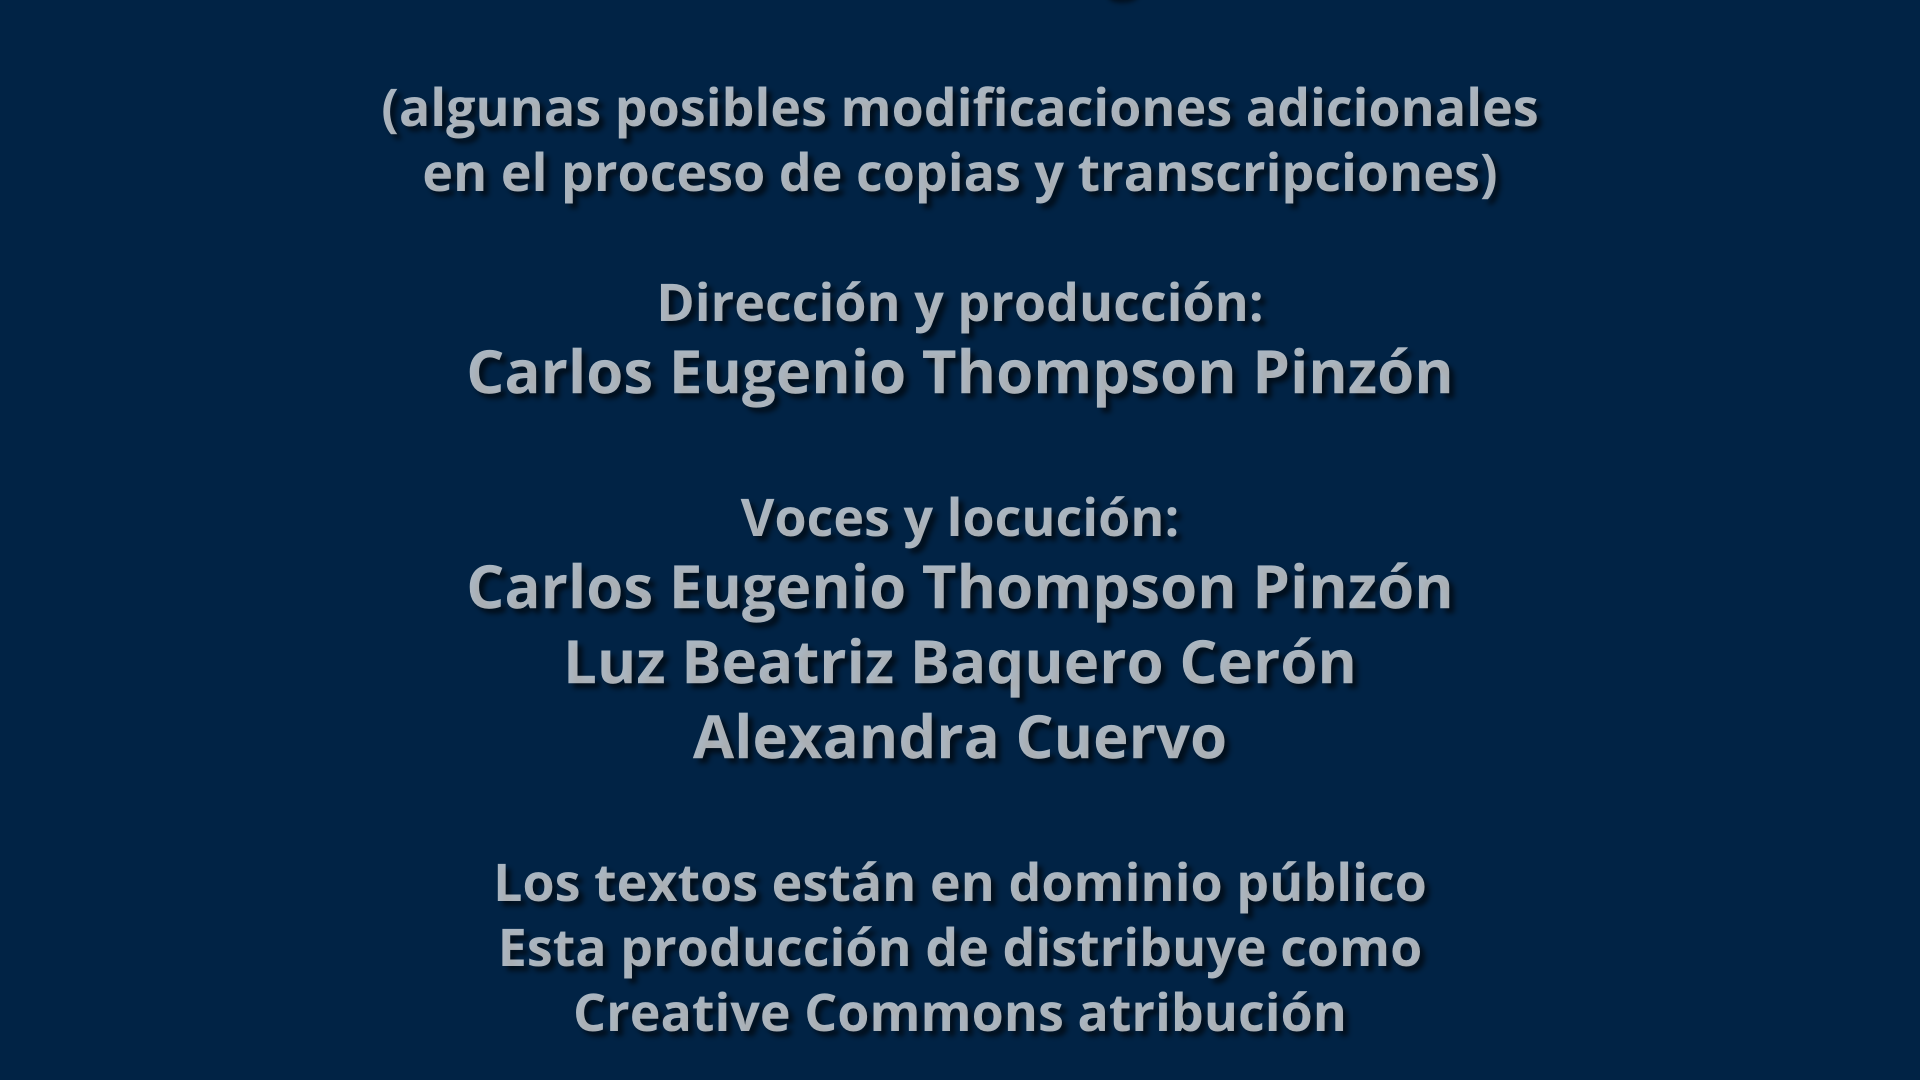 (algunas posibles modificaciones adicionales
en el proceso de copias y transcripciones)
Dirección y producción:
Carlos Eugenio Thompson Pinzón
Voces y locución:
Carlos Eugenio Thompson Pinzón
Luz Beatriz Baquero Cerón
Alexandra Cuervo
Los textos están en dominio público
Esta producción de distribuye como
Creative Commons atribución